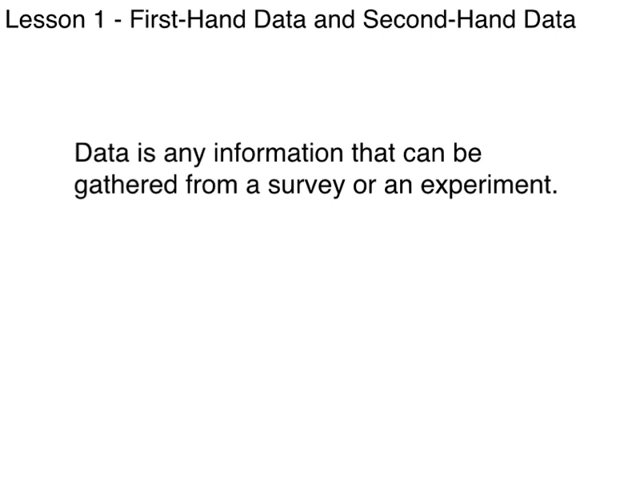 Lesson 1 - First-Hand Data and Second-Hand Data
Data is any information that can be
gathered from a survey or an experiment.